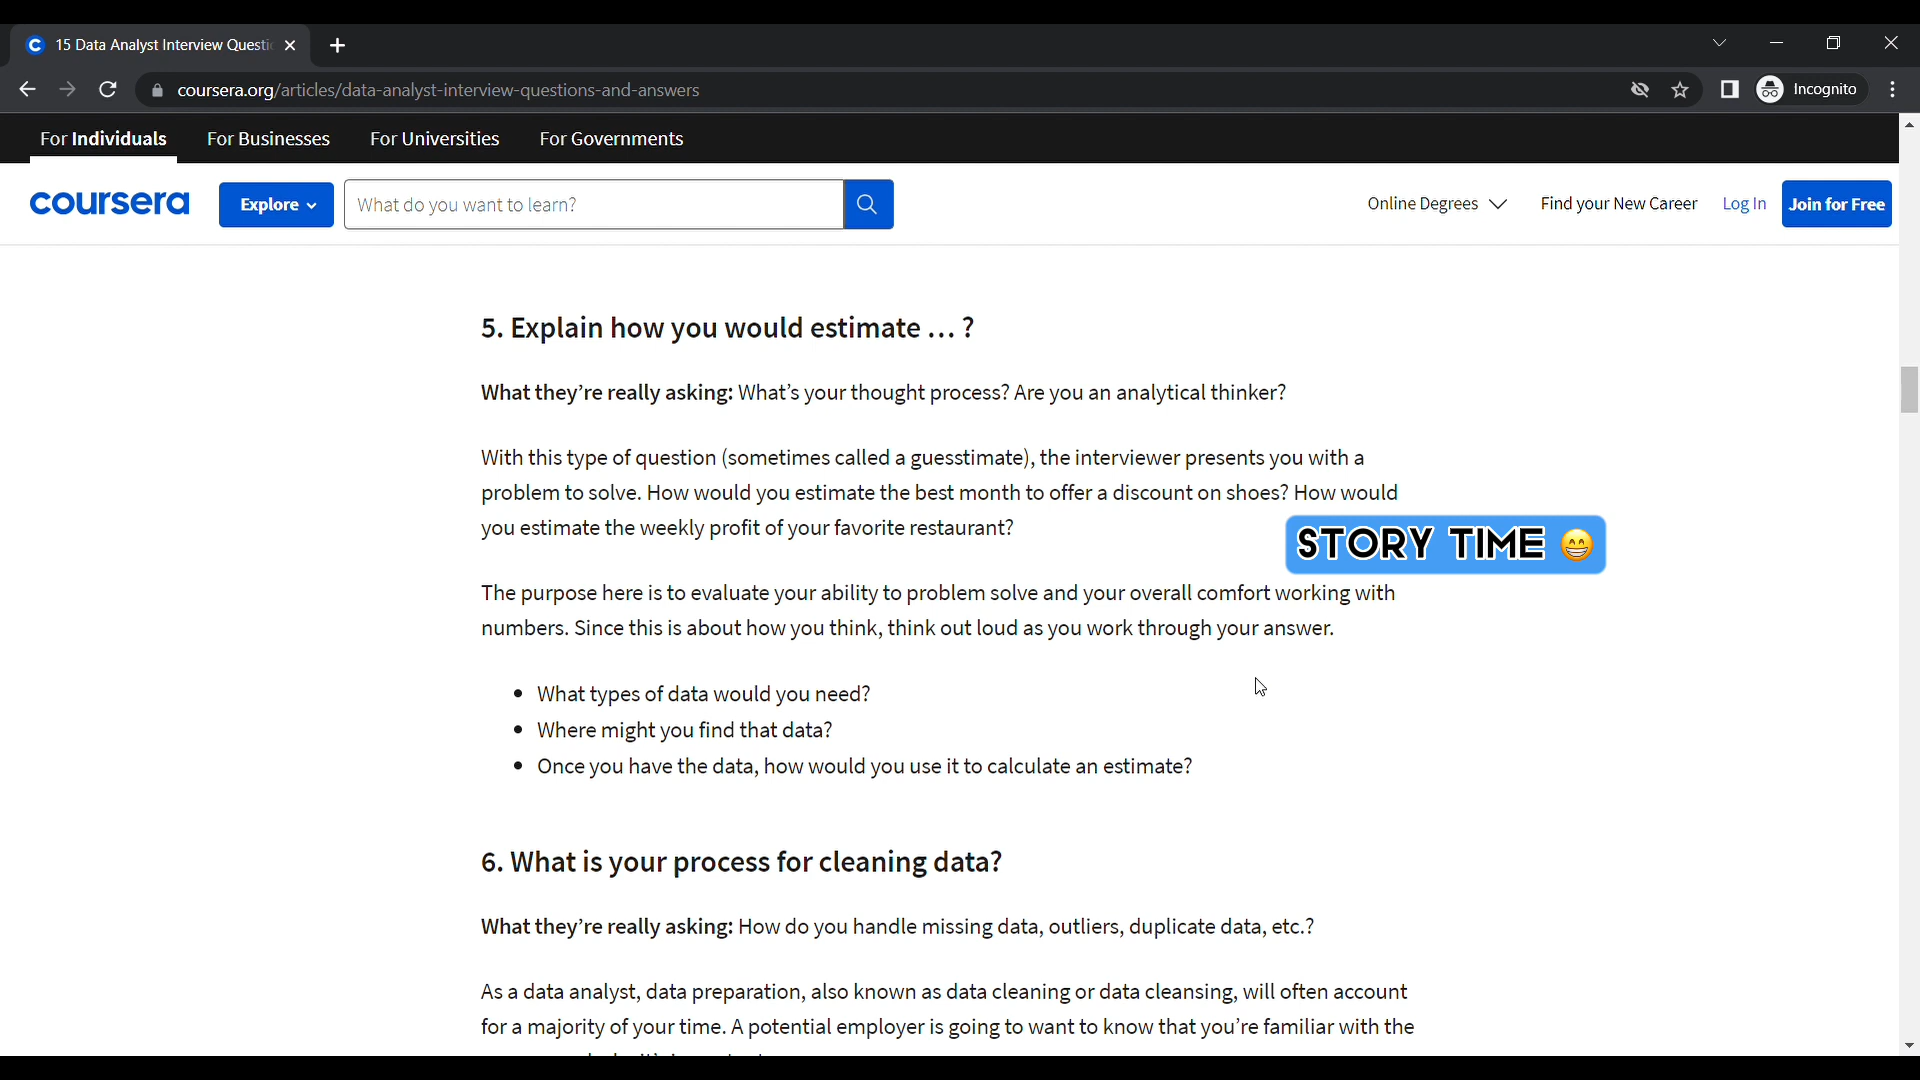 15 Data Analyst Interview Questi
coursera.org/articles/data-analyst-interview-questions-and-answers
Incognito
For Individuals
For Businesses
For Universities
For Governments
coursera
Explore
What do you want to learn?
Online Degrees
Find your New Career
Log In
Join for Free
5. Explain how you would estimate … ?
What they’re really asking: What’s your thought process? Are you an analytical thinker?
With this type of question (sometimes called a guesstimate), the interviewer presents you with a
problem to solve. How would you estimate the best month to offer a discount on shoes? How would
you estimate the weekly profit of your favorite restaurant?
STORY TIME 😁
The purpose here is to evaluate your ability to problem solve and your overall comfort working with
numbers. Since this is about how you think, think out loud as you work through your answer.
• What types of data would you need?
• Where might you find that data?
• Once you have the data, how would you use it to calculate an estimate?
6. What is your process for cleaning data?
What they’re really asking: How do you handle missing data, outliers, duplicate data, etc.?
As a data analyst, data preparation, also known as data cleaning or data cleansing, will often account
for a majority of your time. A potential employer is going to want to know that you’re familiar with the